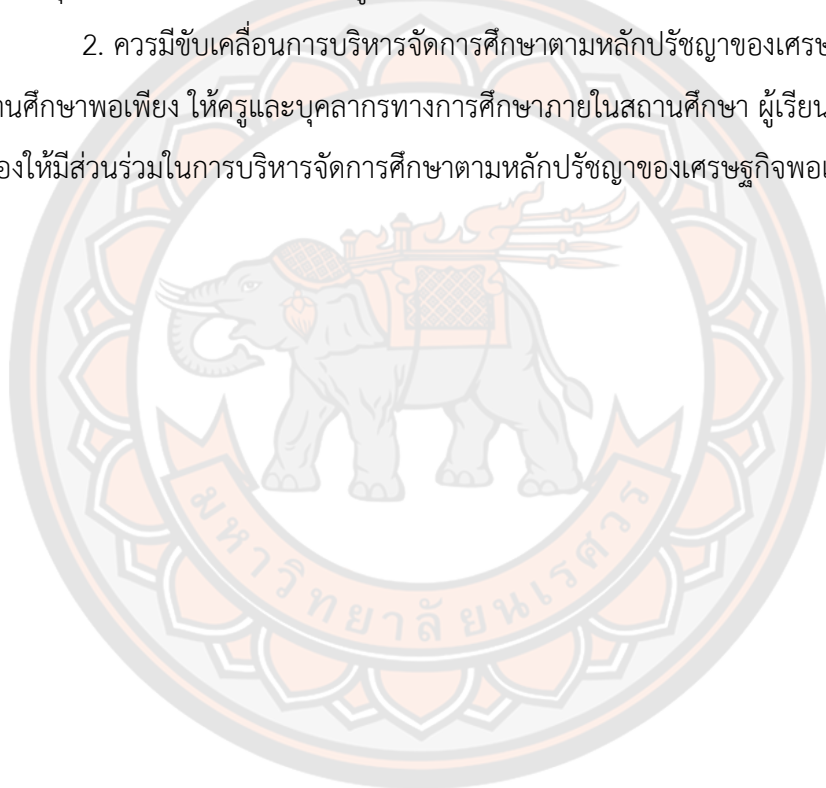 2. ควรมีขับเคลื่อนการบริหารจัดการศึกษาตามหลักปรัชญาของเศรษ
านศึกษาพอเพียง ให้ครูและบุคลากรทางการศึกษาภายในสถานศึกษา ผู้เรียน
องให้มีส่วนร่วมในการบริหารจัดการศึกษาตามหลักปรัชญาของเศรษฐกิจพอเ
มหาวิทยาลัยนเรศวร